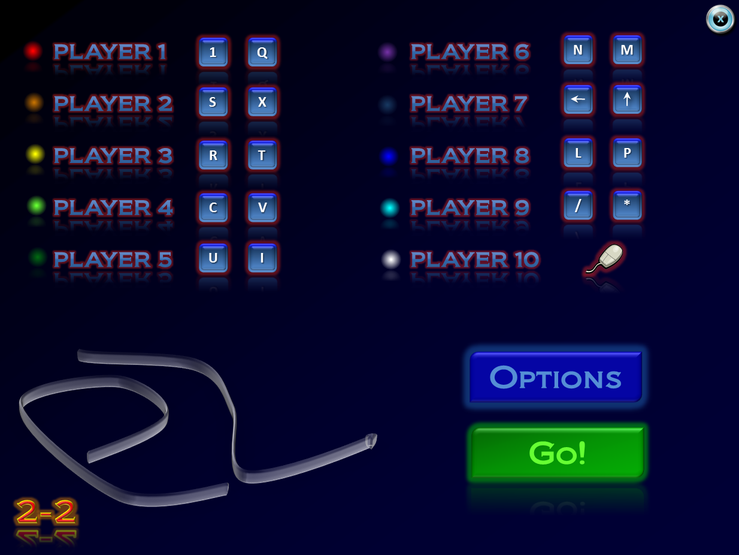 x
PLAYER 1 1 Q
PLAYER 2 S X
PLAYER 3 R T
PLAYER 4 C V
PLAYER 5 U I
PLAYER 6 N M
PLAYER 7 ← ↑
PLAYER 8 L P
PLAYER 9 / *
PLAYER 10
OPTIONS
GO!
2-2